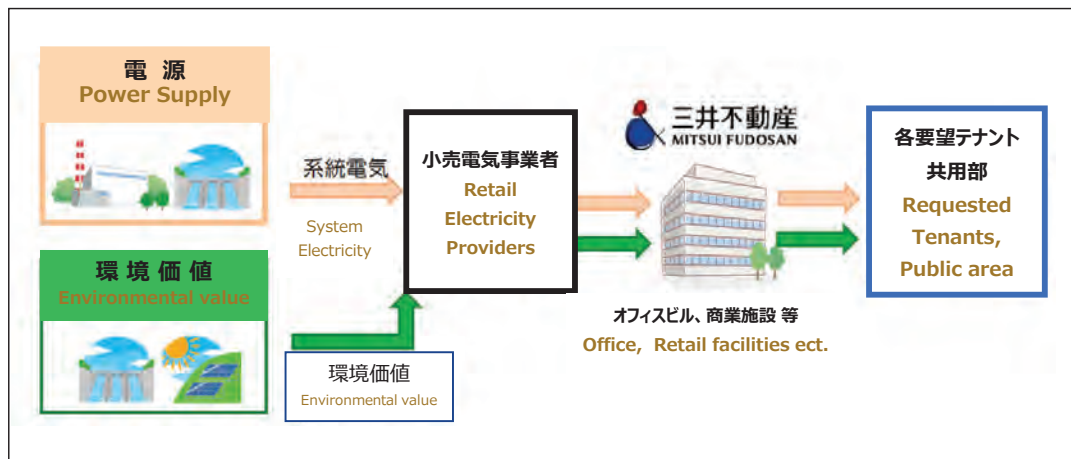 電 源
Power Supply
環 境 価 値
Environmental value
系統電気
System
Electricity
環境価値
Environmental value
小売電気事業者
Retail
Electricity
Providers
三井不動産
MITSUI FUDOSAN
オフィスビル、商業施設 等
Office, Retail facilities ect.
各要望テナント
共用部
Requested
Tenants,
Public area